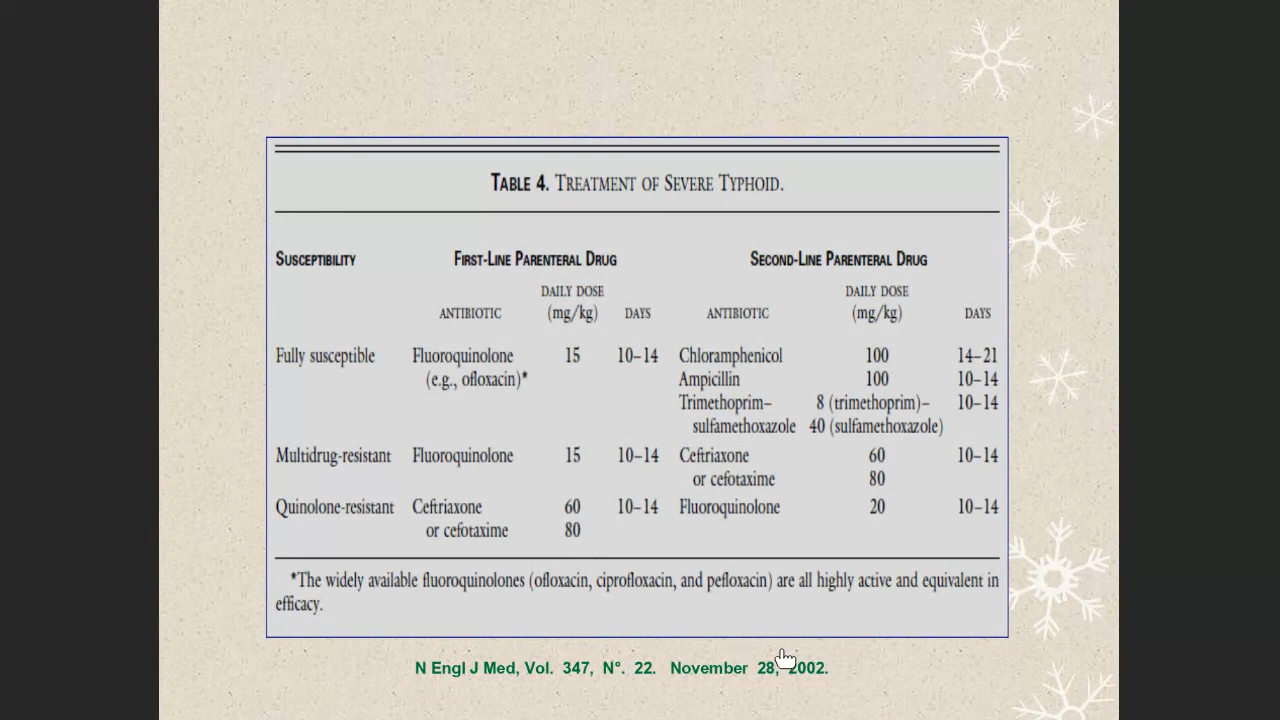 TABLE 4. TREATMENT OF SEVERE TYPHOID.
SUSCEPTIBILITY FIRST-LINE PARENTERAL DRUG SECOND-LINE PARENTERAL DRUG
DAILY DOSE DAILY DOSE
ANTIBIOTIC (mg/kg) DAYS ANTIBIOTIC (mg/kg) DAYS
Fully susceptible Fluoroquinolone 15 10–14 Chloramphenicol 100 14–21
(e.g., ofloxacin)* Ampicillin 100 10–14
Trimethoprim– 8 (trimethoprim)– 10–14
sulfamethoxazole 40 (sulfamethoxazole)
Multidrug-resistant Fluoroquinolone 15 10–14 Ceftriaxone 60 10–14
or cefotaxime 80
Quinolone-resistant Ceftriaxone 60 10–14 Fluoroquinolone 20 10–14
or cefotaxime 80
*The widely available fluoroquinolones (ofloxacin, ciprofloxacin, and pefloxacin) are all highly active and equivalent in
efficacy.
N Engl J Med, Vol. 347, N°. 22. November 28, 2002.